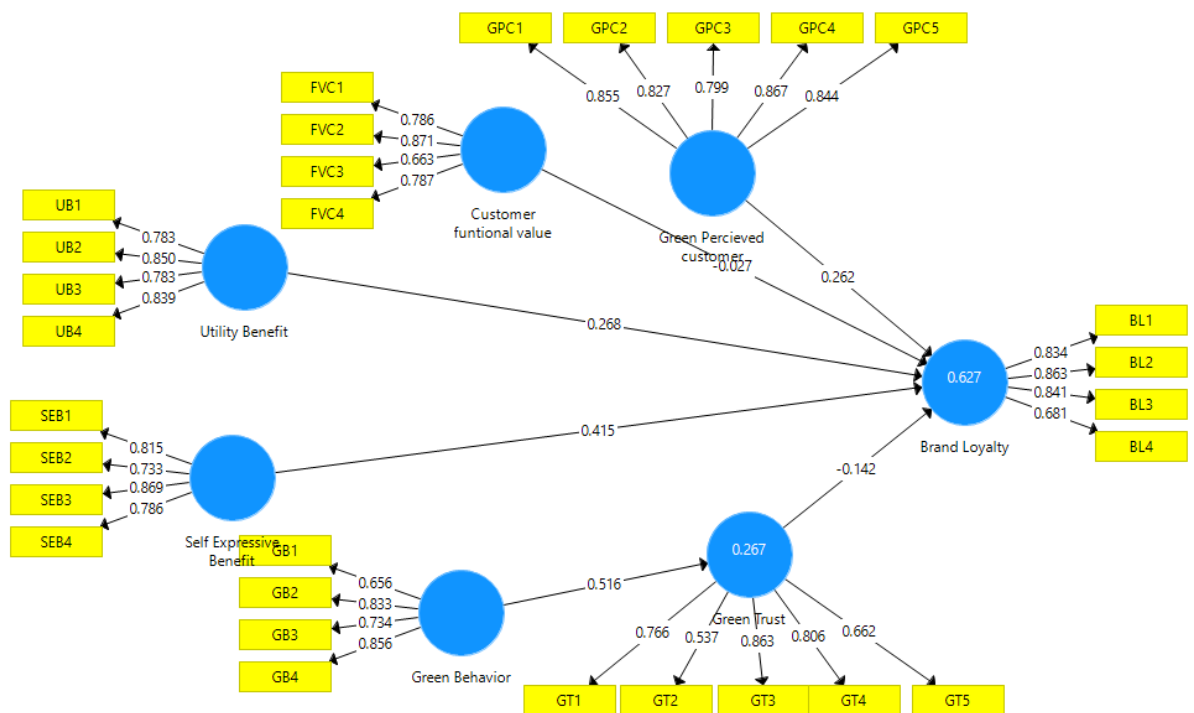 GPC1
GPC2
GPC3
GPC4
GPC5
0.855
0.827
0.799
0.867
0.844
Green Percieved
customer
FVC1
FVC2
FVC3
FVC4
0.786
0.871
0.663
0.787
Customer
funtional value
-0.027
0.262
UB1
UB2
UB3
UB4
0.783
0.850
0.783
0.839
Utility Benefit
0.268
BL1
BL2
BL3
BL4
0.834
0.863
0.841
0.681
0.627
Brand Loyalty
SEB1
SEB2
SEB3
SEB4
0.815
0.733
0.869
0.786
Self Expressive
Benefit
0.415
-0.142
GB1
GB2
GB3
GB4
0.656
0.833
0.734
0.856
Green Behavior
0.516
0.267
Green Trust
0.766
0.537
0.863
0.806
0.662
GT1
GT2
GT3
GT4
GT5